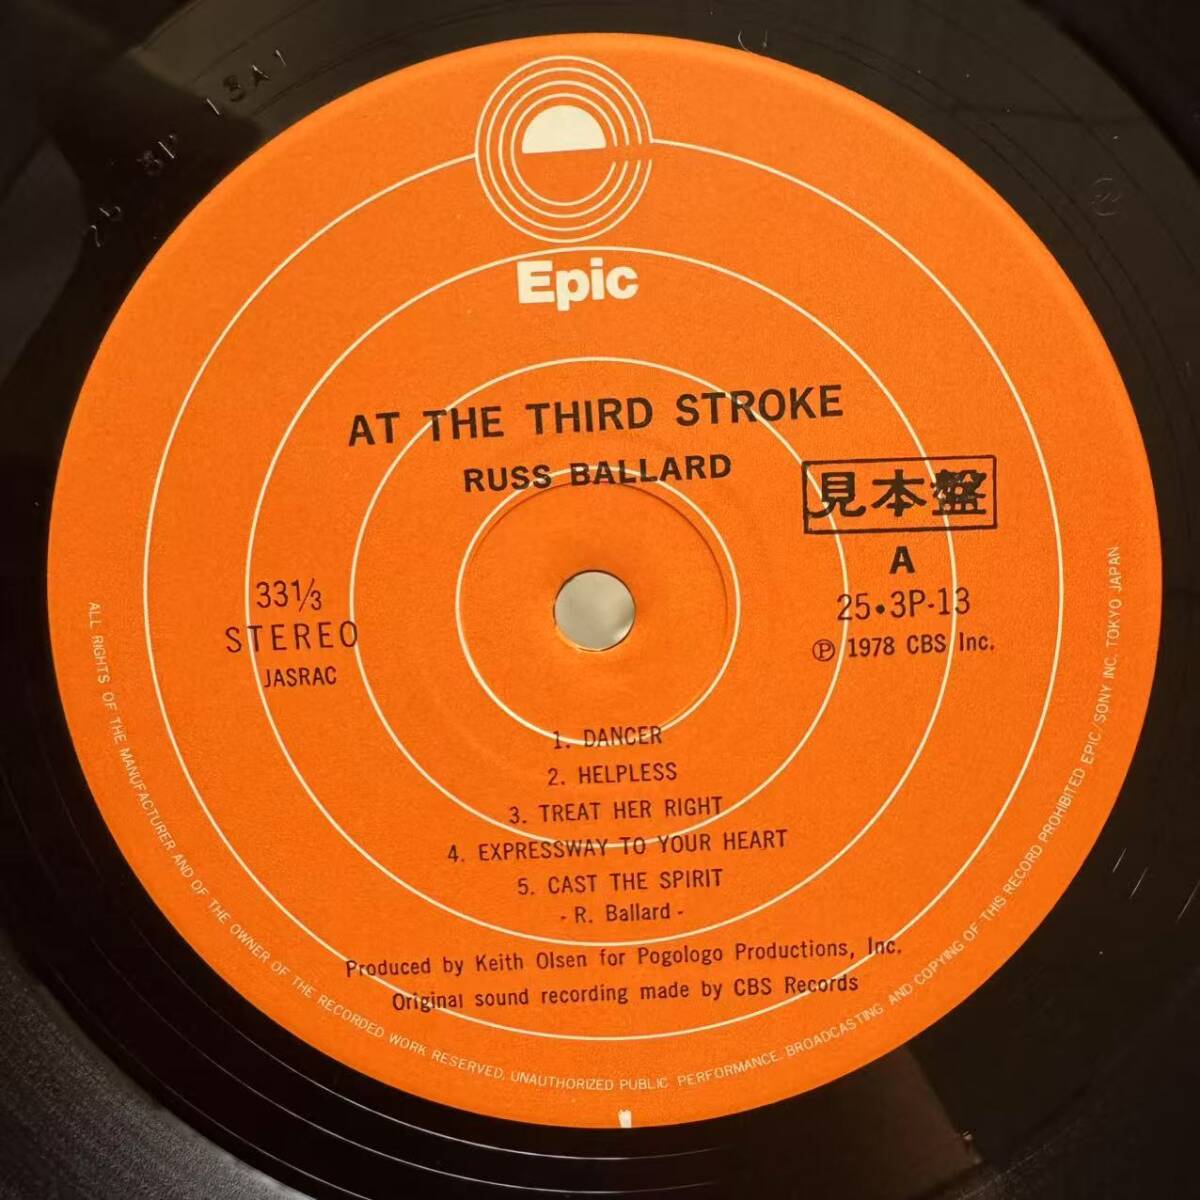 25 3P 13A1
Epic
AT THE THIRD STROKE
RUSS BALLARD
見本盤
A
25・3P-13
Ⓟ 1978 CBS Inc.
33⅓
STEREO
JASRAC
1. DANCER
2. HELPLESS
3. TREAT HER RIGHT
4. EXPRESSWAY TO YOUR HEART
5. CAST THE SPIRIT
- R. Ballard -
Produced by Keith Olsen for Pogologo Productions, Inc.
Original sound recording made by CBS Records
ALL RIGHTS OF THE MANUFACTURER AND OF THE OWNER OF THE RECORDED WORK RESERVED, UNAUTHORIZED PUBLIC PERFORMANCE, BROADCASTING AND COPYING OF THIS RECORD PROHIBITED EPIC/SONY INC. TOKYO JAPAN